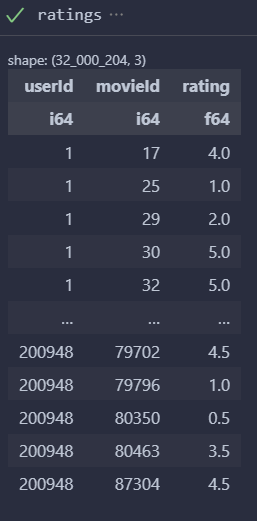 ratings ...
shape: (32_000_204, 3)
userId movieId rating
i64 i64 f64
1 17 4.0
1 25 1.0
1 29 2.0
1 30 5.0
1 32 5.0
... ... ...
200948 79702 4.5
200948 79796 1.0
200948 80350 0.5
200948 80463 3.5
200948 87304 4.5